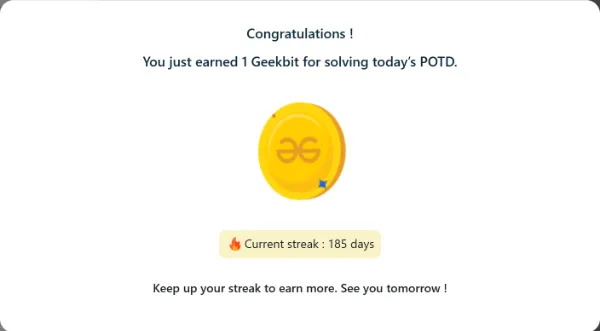 Congratulations !
You just earned 1 Geekbit for solving today's POTD.
Current streak : 185 days
Keep up your streak to earn more. See you tomorrow !